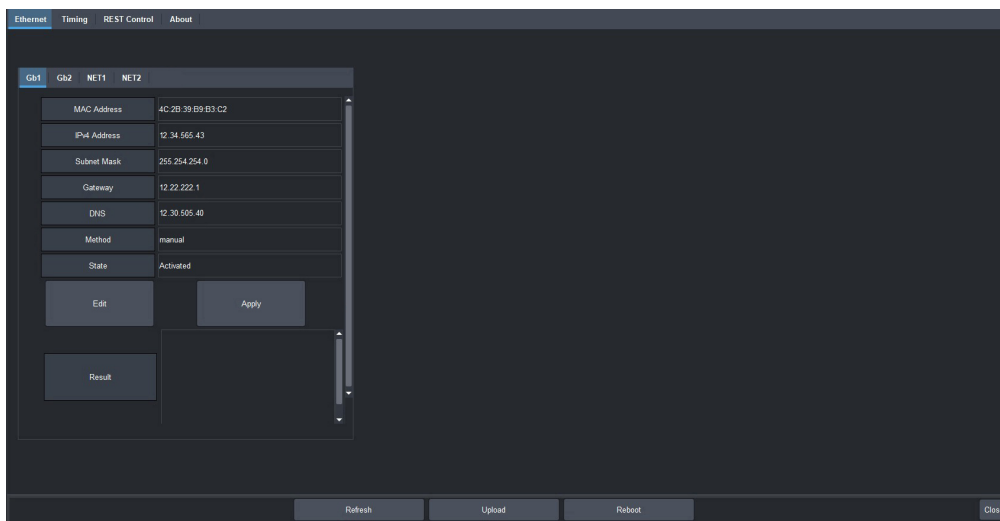 Ethernet Timing REST Control About
Gb1 Gb2 NET1 NET2
MAC Address 4C:2B:39:B9:B3:C2
IPv4 Address 12.34.565.43
Subnet Mask 255.254.254.0
Gateway 12.22.222.1
DNS 12.30.505.40
Method manual
State Activated
Edit Apply
Result
Refresh Upload Reboot Clos